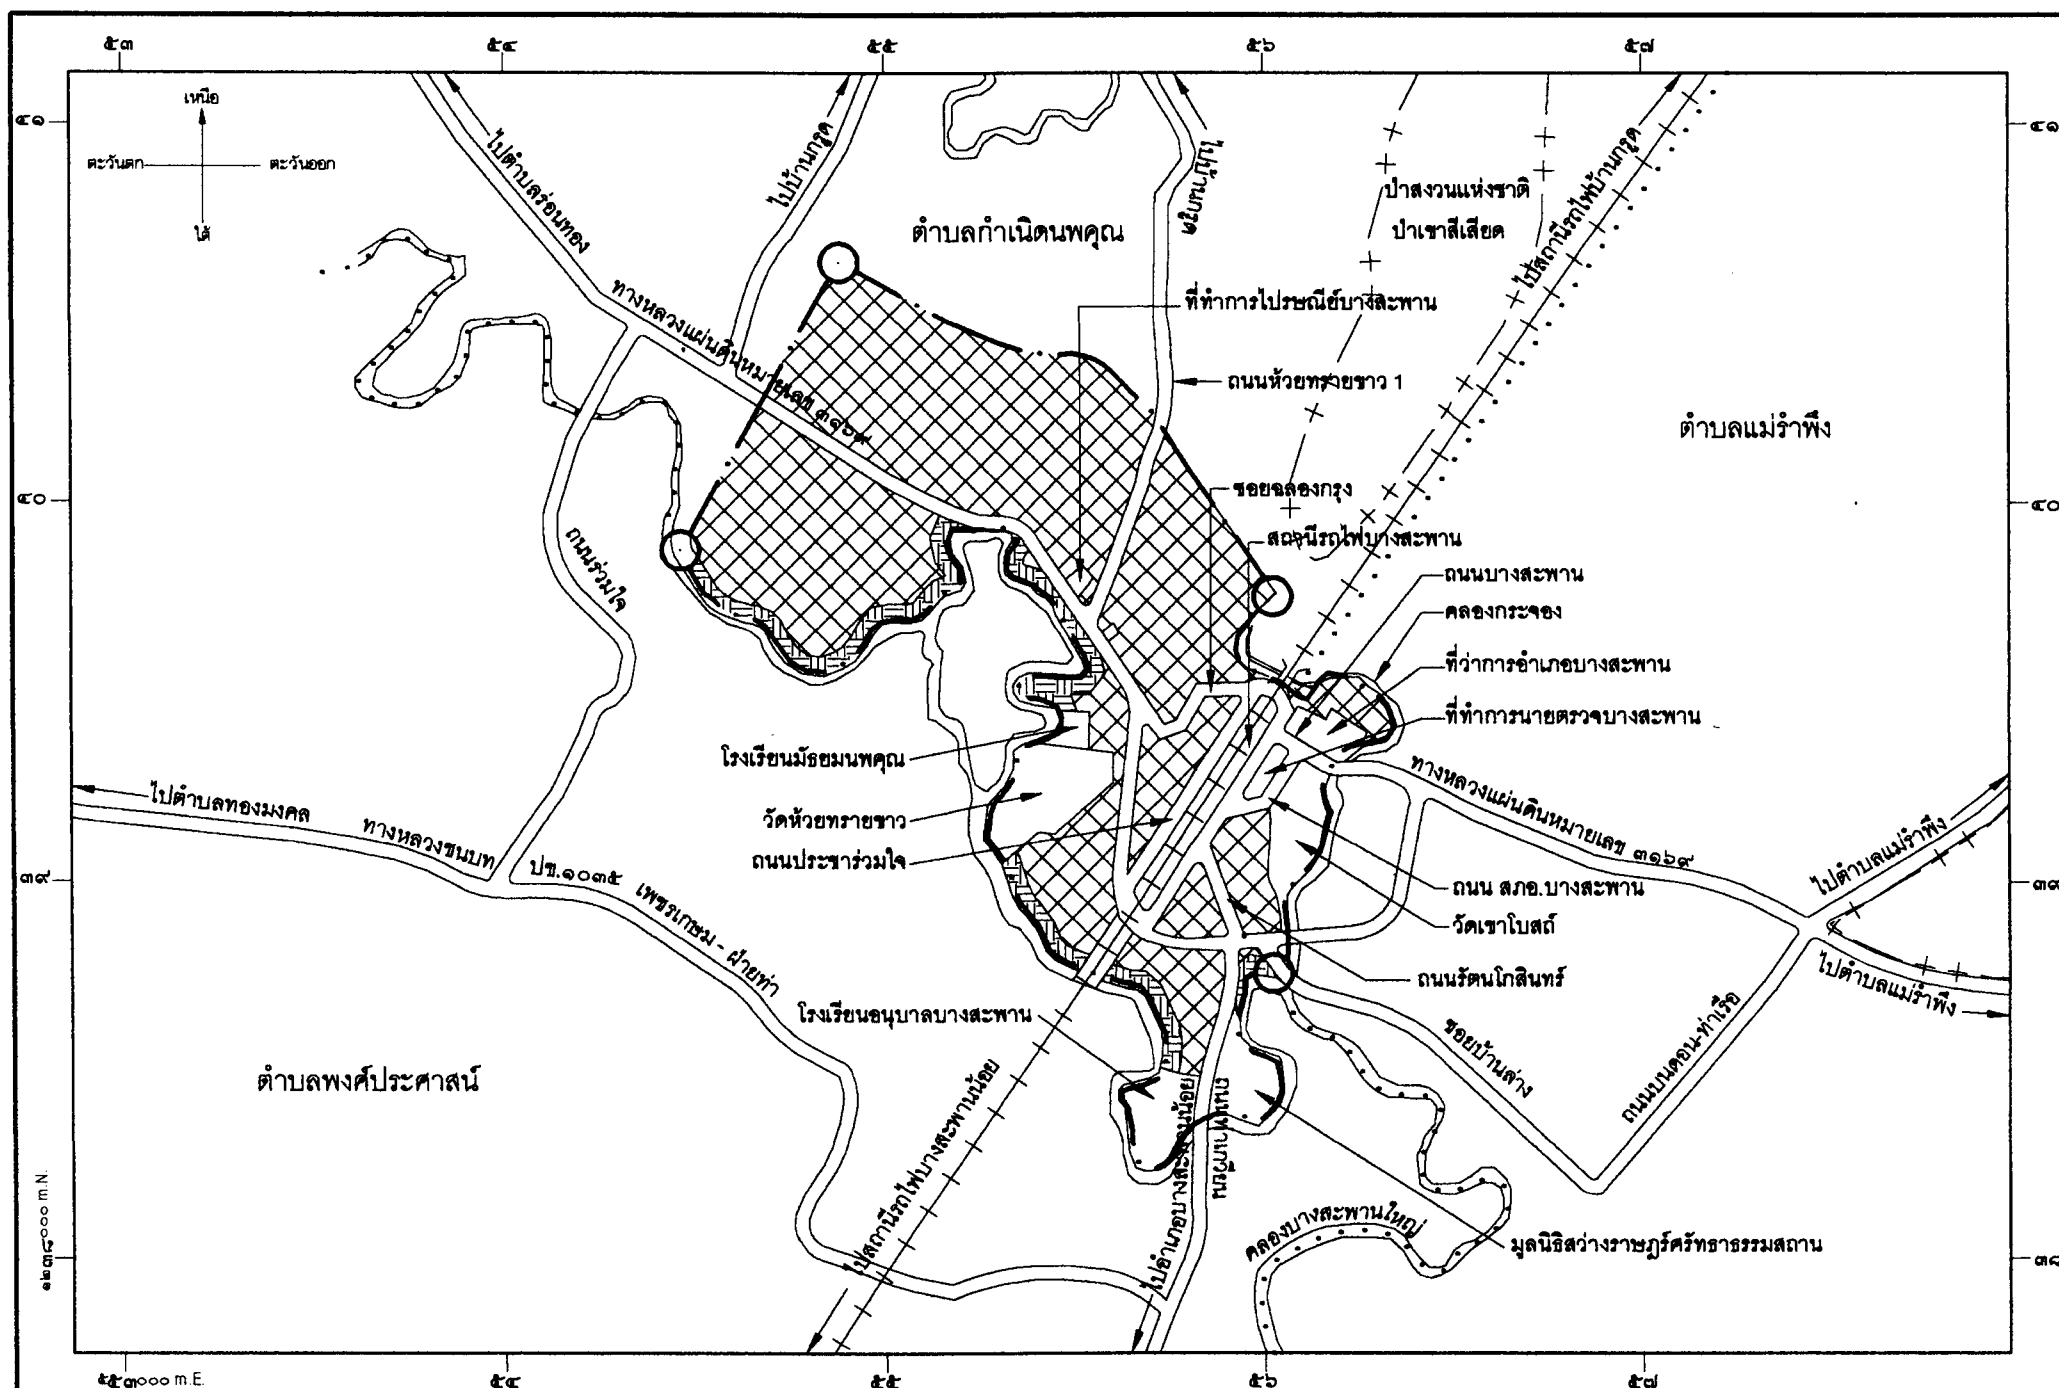 ๕๓ ๕๔ ๕๕ ๕๖ ๕๗
เหนือ
ตะวันตก ตะวันออก
ใต้
๔๑ ๔๑
ไปตำบลร่อนทอง
ไปบ้านกรูด
ไปบ้านกรูด
ตำบลกำเนิดนพคุณ
ป่าสงวนแห่งชาติ
ป่าเขาสีเสียด
ไปสถานีรถไฟบ้านกรูด
ทางหลวงแผ่นดินหมายเลข ๓๑๖๙
ที่ทำการไปรษณีย์บางสะพาน
ถนนห้วยทรายขาว 1
ตำบลแม่รำพึง
๔๐ ๔๐
ซอยฉลองกรุง
สถานีรถไฟบางสะพาน
ถนนร่วมใจ
ถนนบางสะพาน
คลองกระจอง
ที่ว่าการอำเภอบางสะพาน
ที่ทำการนายตรวจบางสะพาน
โรงเรียนมัธยมนพคุณ
ทางหลวงแผ่นดินหมายเลข ๓๑๖๙
ไปตำบลทองมงคล
ทางหลวงชนบท
ปข.๑๐๓๕ เพชรเกษม - ฝ่ายท่า
วัดห้วยทรายขาว
ถนนประชาร่วมใจ
ไปตำบลแม่รำพึง
๓๙ ๓๙
ถนน สภอ.บางสะพาน
วัดเขาโบสถ์
ถนนรัตนโกสินทร์
ไปตำบลแม่รำพึง
โรงเรียนอนุบาลบางสะพาน
ซอยบ้านล่าง
ถนนบนดอน-ท่าเรือ
ตำบลพงศ์ประศาสน์
ไปสถานีรถไฟบางสะพานน้อย
ไปอำเภอบางสะพานน้อย
คลองบางสะพานใหญ่
มูลนิธิสว่างราษฎร์ศรัทธาธรรมสถาน
๑๒๓๘๐๐๐ m.N.
๓๘
๕๕๓๐๐๐ m.E. ๕๔ ๕๕ ๕๖ ๕๗